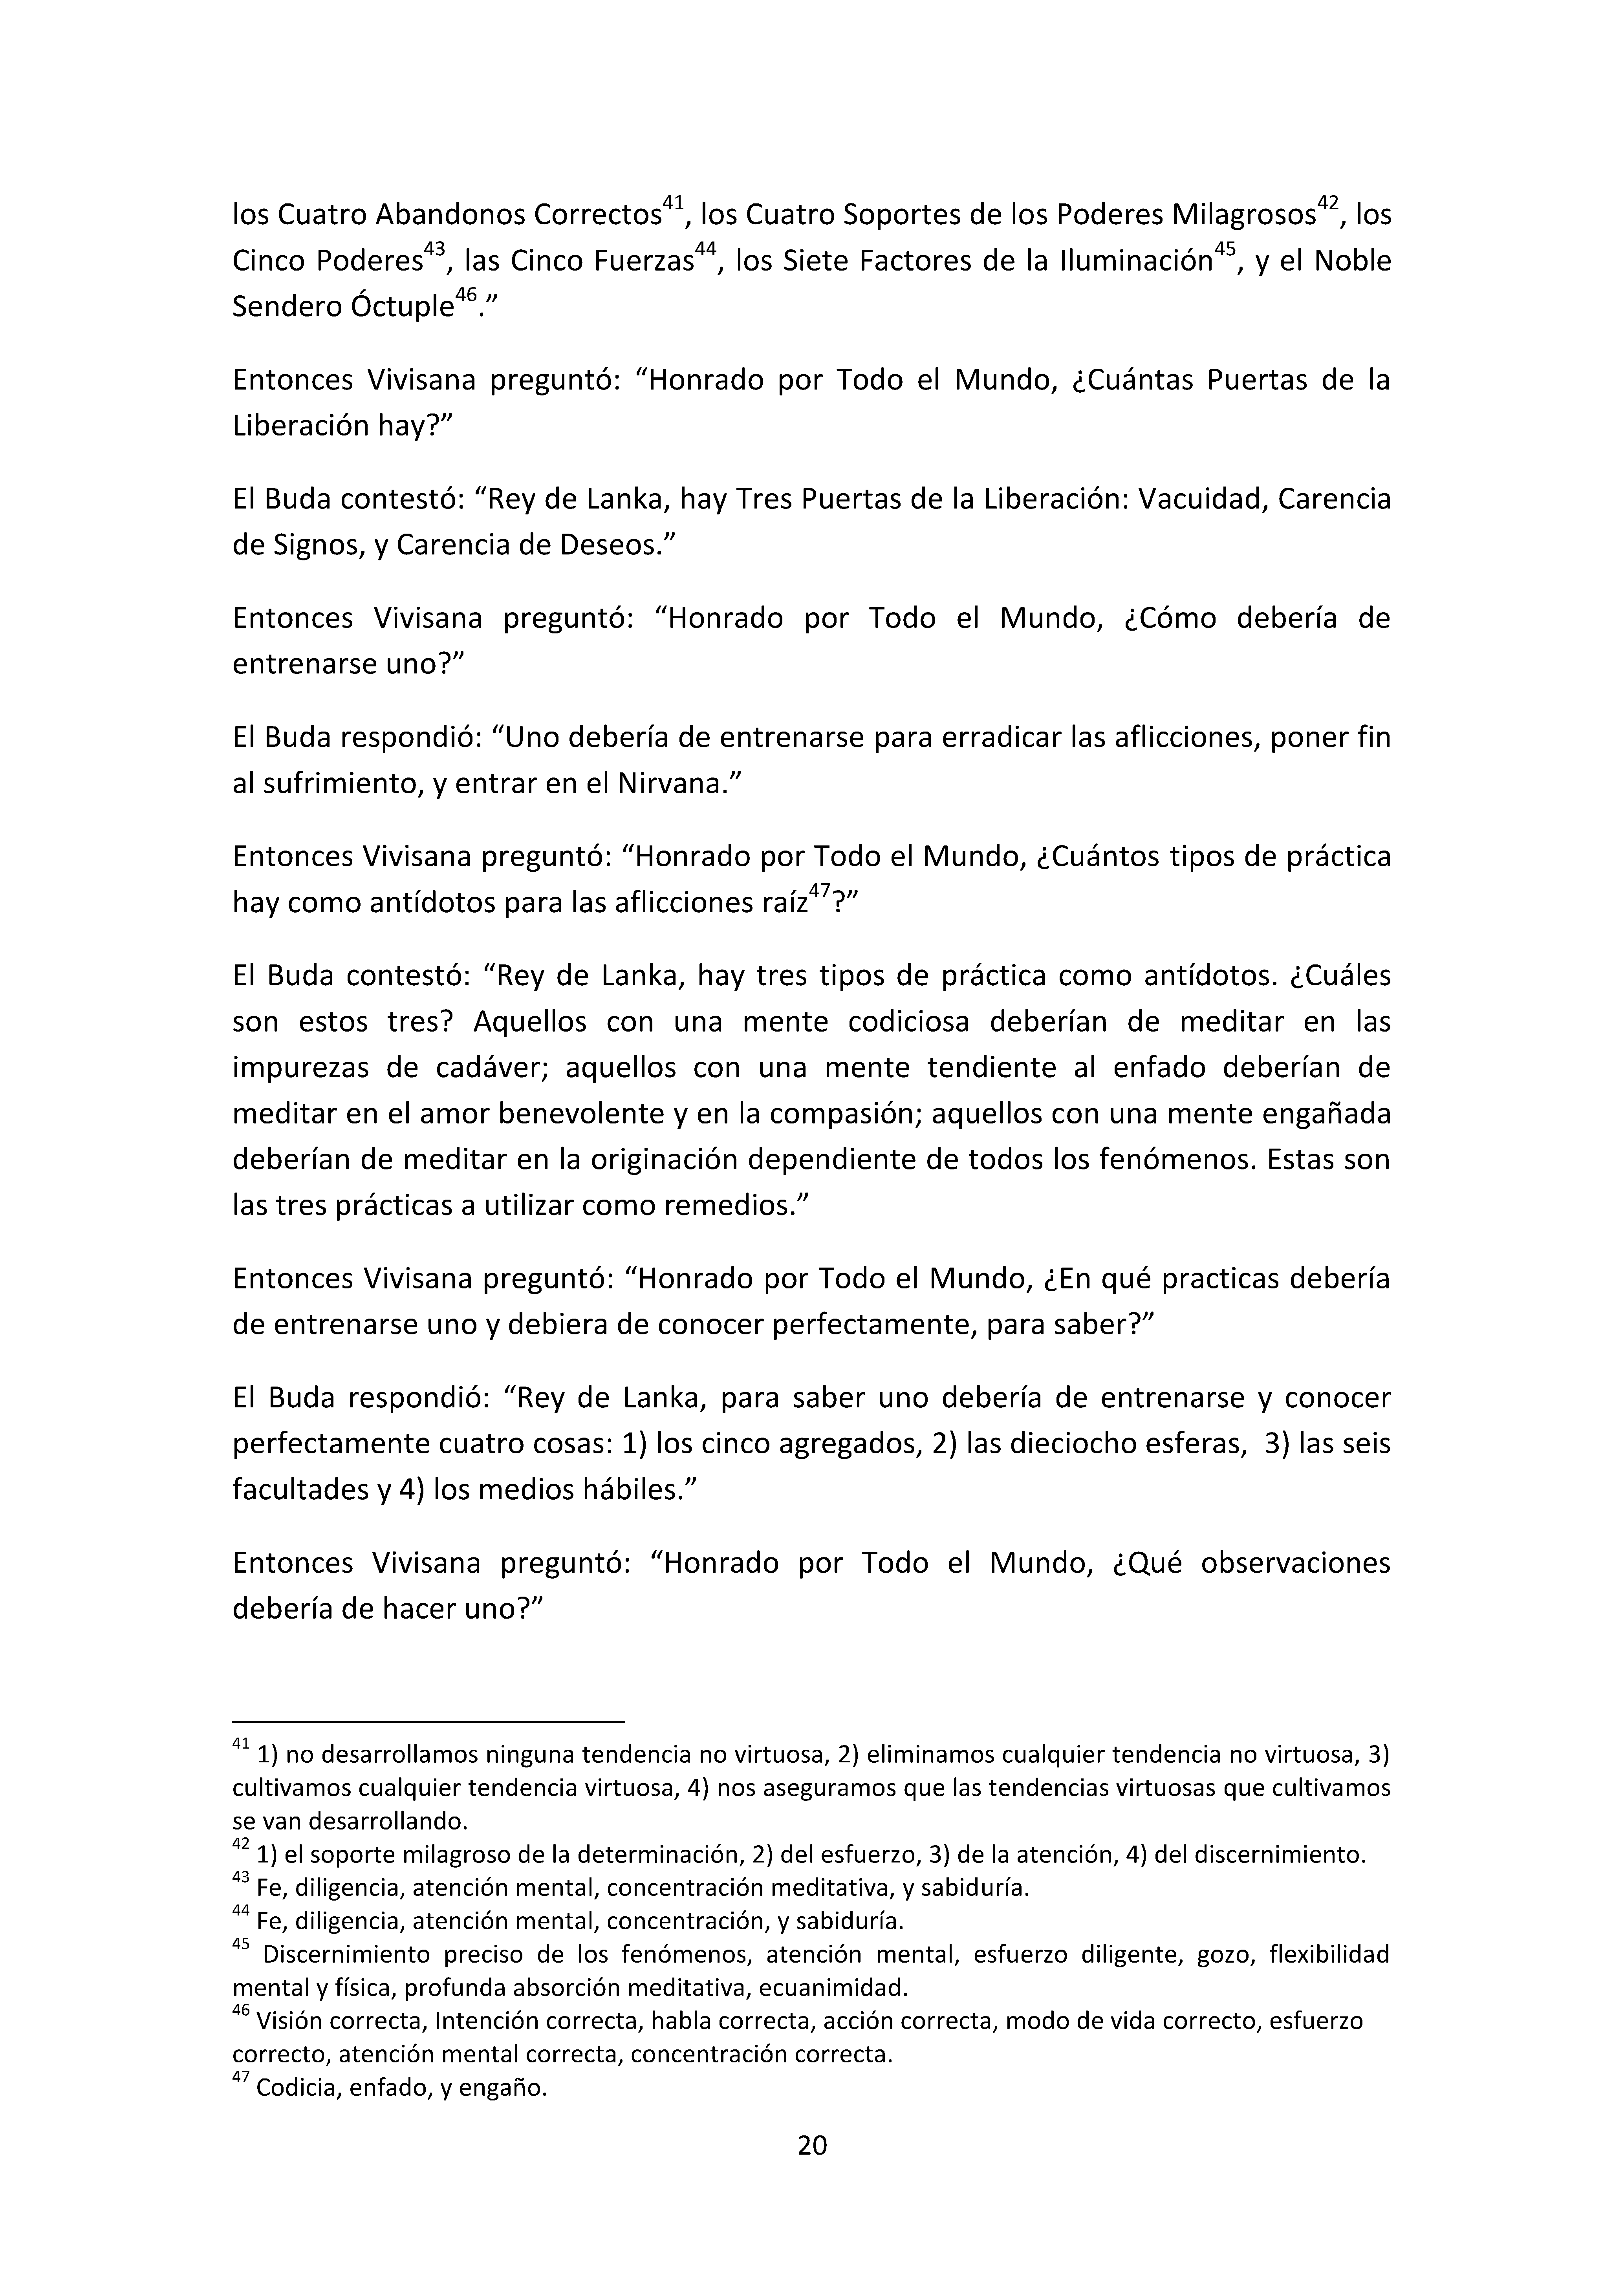 los Cuatro Abandonos Correctos41, los Cuatro Soportes de los Poderes Milagrosos42, los
Cinco Poderes43, las Cinco Fuerzas44, los Siete Factores de la Iluminación45, y el Noble
Sendero Óctuple46.”
Entonces Vivisana preguntó: “Honrado por Todo el Mundo, ¿Cuántas Puertas de la
Liberación hay?”
El Buda contestó: “Rey de Lanka, hay Tres Puertas de la Liberación: Vacuidad, Carencia
de Signos, y Carencia de Deseos.”
Entonces Vivisana preguntó: “Honrado por Todo el Mundo, ¿Cómo debería de
entrenarse uno?”
El Buda respondió: “Uno debería de entrenarse para erradicar las aflicciones, poner fin
al sufrimiento, y entrar en el Nirvana.”
Entonces Vivisana preguntó: “Honrado por Todo el Mundo, ¿Cuántos tipos de práctica
hay como antídotos para las aflicciones raíz47?”
El Buda contestó: “Rey de Lanka, hay tres tipos de práctica como antídotos. ¿Cuáles
son estos tres? Aquellos con una mente codiciosa deberían de meditar en las
impurezas de cadáver; aquellos con una mente tendiente al enfado deberían de
meditar en el amor benevolente y en la compasión; aquellos con una mente engañada
deberían de meditar en la originación dependiente de todos los fenómenos. Estas son
las tres prácticas a utilizar como remedios.”
Entonces Vivisana preguntó: “Honrado por Todo el Mundo, ¿En qué practicas debería
de entrenarse uno y debiera de conocer perfectamente, para saber?”
El Buda respondió: “Rey de Lanka, para saber uno debería de entrenarse y conocer
perfectamente cuatro cosas: 1) los cinco agregados, 2) las dieciocho esferas, 3) las seis
facultades y 4) los medios hábiles.”
Entonces Vivisana preguntó: “Honrado por Todo el Mundo, ¿Qué observaciones
debería de hacer uno?”
41 1) no desarrollamos ninguna tendencia no virtuosa, 2) eliminamos cualquier tendencia no virtuosa, 3)
cultivamos cualquier tendencia virtuosa, 4) nos aseguramos que las tendencias virtuosas que cultivamos
se van desarrollando.
42 1) el soporte milagroso de la determinación, 2) del esfuerzo, 3) de la atención, 4) del discernimiento.
43 Fe, diligencia, atención mental, concentración meditativa, y sabiduría.
44 Fe, diligencia, atención mental, concentración, y sabiduría.
45 Discernimiento preciso de los fenómenos, atención mental, esfuerzo diligente, gozo, flexibilidad
mental y física, profunda absorción meditativa, ecuanimidad.
46 Visión correcta, Intención correcta, habla correcta, acción correcta, modo de vida correcto, esfuerzo
correcto, atención mental correcta, concentración correcta.
47 Codicia, enfado, y engaño.
20